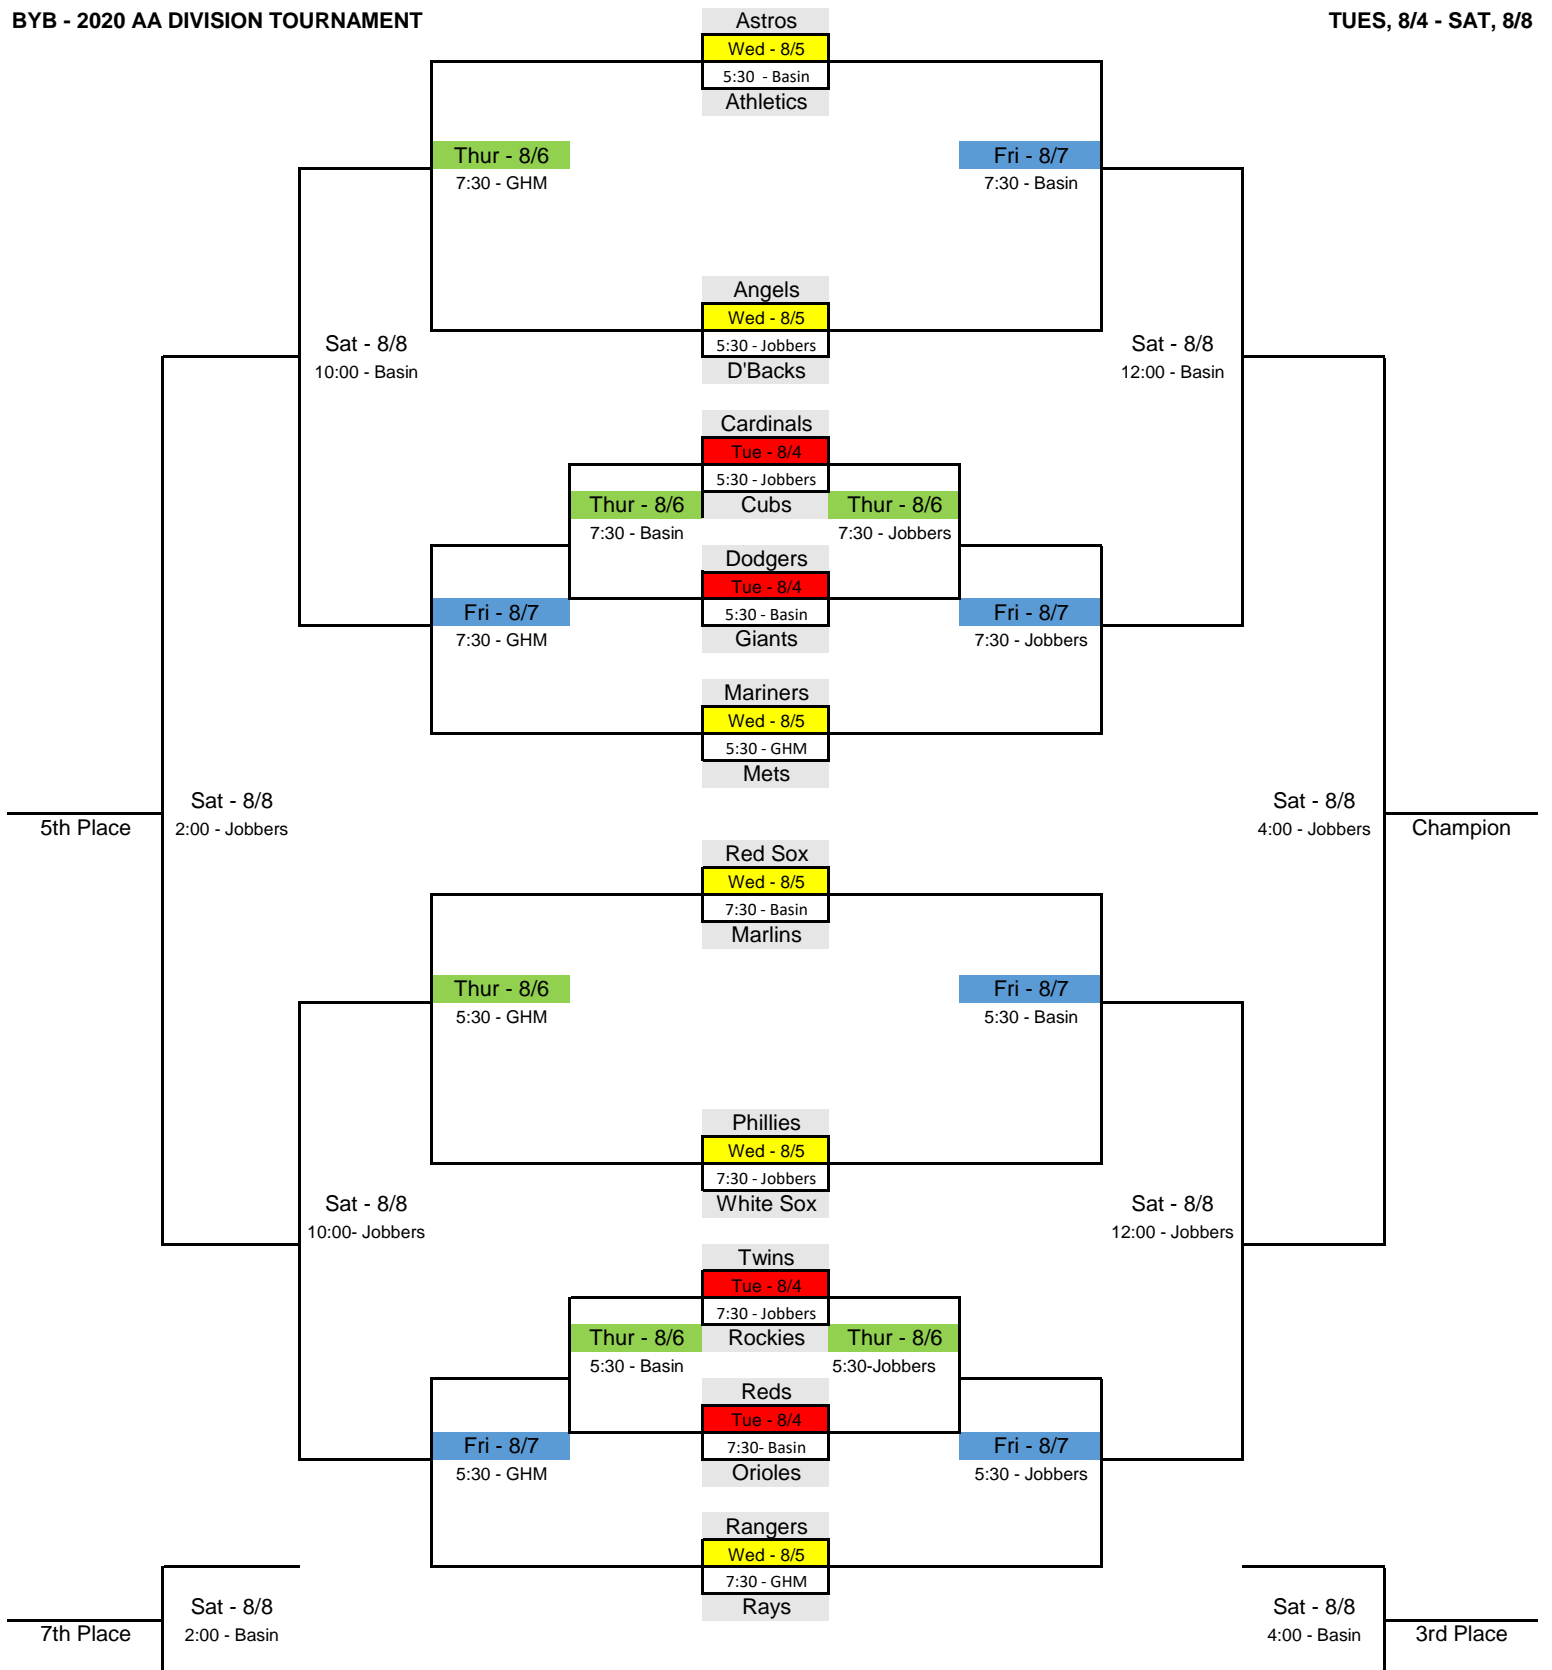 BYB - 2020 AA DIVISION TOURNAMENT
TUES, 8/4 - SAT, 8/8
Astros
Wed - 8/5
5:30 - Basin
Athletics
Thur - 8/6
7:30 - GHM
Fri - 8/7
7:30 - Basin
Angels
Wed - 8/5
5:30 - Jobbers
D'Backs
Sat - 8/8
10:00 - Basin
Sat - 8/8
12:00 - Basin
Cardinals
Tue - 8/4
5:30 - Jobbers
Cubs
Thur - 8/6
7:30 - Basin
Thur - 8/6
7:30 - Jobbers
Dodgers
Tue - 8/4
5:30 - Basin
Giants
Fri - 8/7
7:30 - GHM
Fri - 8/7
7:30 - Jobbers
Mariners
Wed - 8/5
5:30 - GHM
Mets
Sat - 8/8
2:00 - Jobbers
5th Place
Sat - 8/8
4:00 - Jobbers
Champion
Red Sox
Wed - 8/5
7:30 - Basin
Marlins
Thur - 8/6
5:30 - GHM
Fri - 8/7
5:30 - Basin
Phillies
Wed - 8/5
7:30 - Jobbers
White Sox
Sat - 8/8
10:00- Jobbers
Sat - 8/8
12:00 - Jobbers
Twins
Tue - 8/4
7:30 - Jobbers
Rockies
Thur - 8/6
5:30 - Basin
Thur - 8/6
5:30-Jobbers
Reds
Tue - 8/4
7:30- Basin
Orioles
Fri - 8/7
5:30 - GHM
Fri - 8/7
5:30 - Jobbers
Rangers
Wed - 8/5
7:30 - GHM
Rays
Sat - 8/8
2:00 - Basin
7th Place
Sat - 8/8
4:00 - Basin
3rd Place